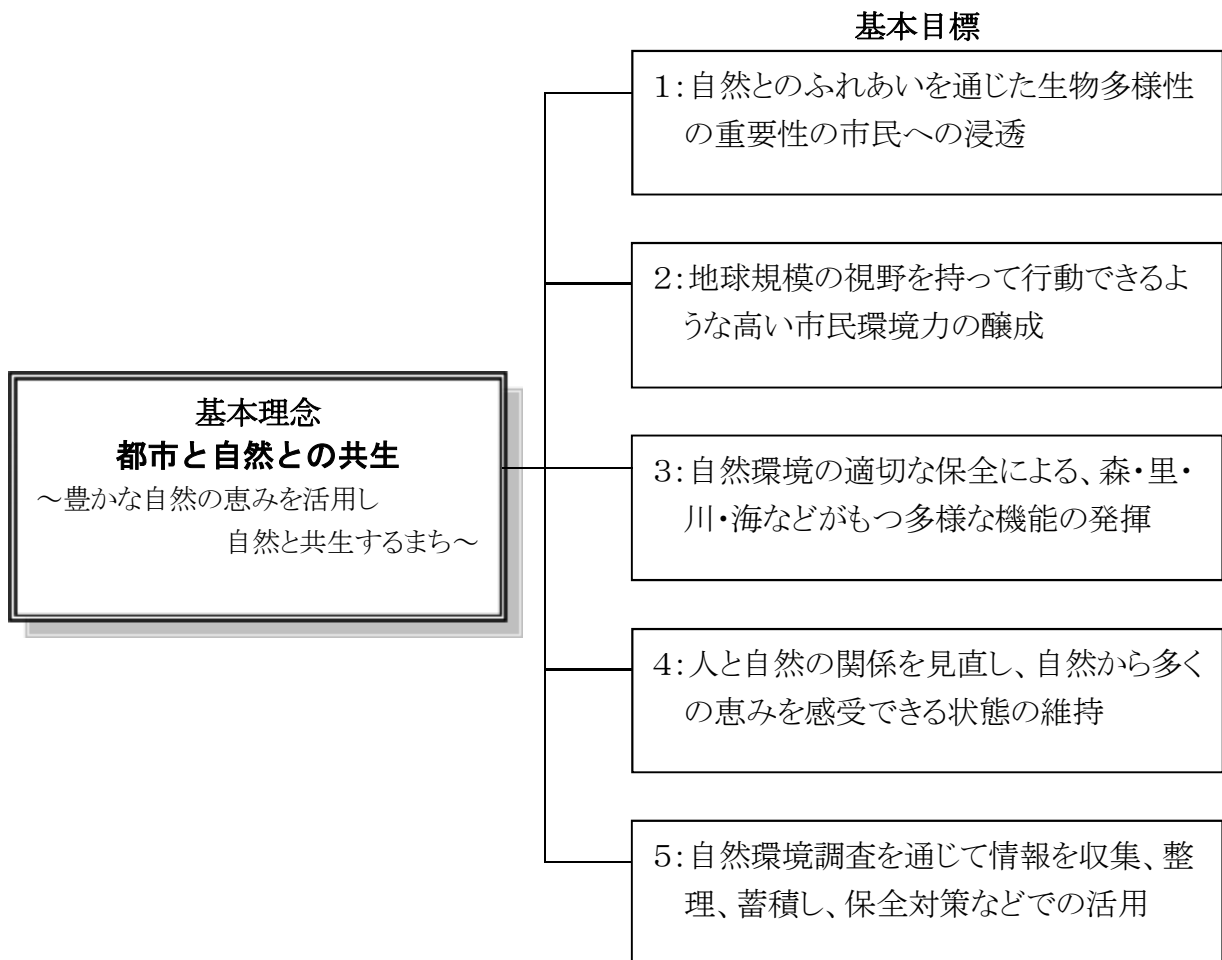 基本目標
1:自然とのふれあいを通じた生物多様性
の重要性の市民への浸透
2:地球規模の視野を持って行動できるよ
うな高い市民環境力の醸成
基本理念
都市と自然との共生
～豊かな自然の恵みを活用し
自然と共生するまち～
3:自然環境の適切な保全による、森・里・
川・海などがもつ多様な機能の発揮
4:人と自然の関係を見直し、自然から多く
の恵みを感受できる状態の維持
5:自然環境調査を通じて情報を収集、整
理、蓄積し、保全対策などでの活用